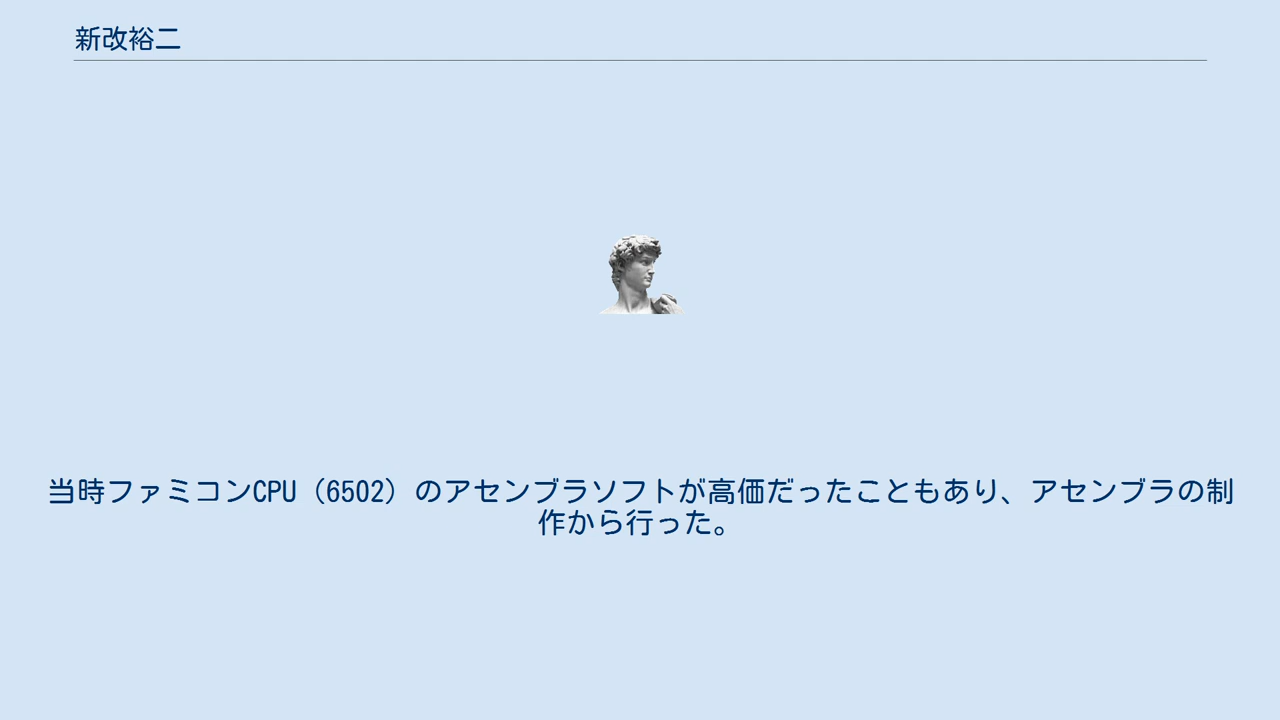 新改裕二
当時ファミコンCPU（6502）のアセンブラソフトが高価だったこともあり、アセンブラの制
作から行った。